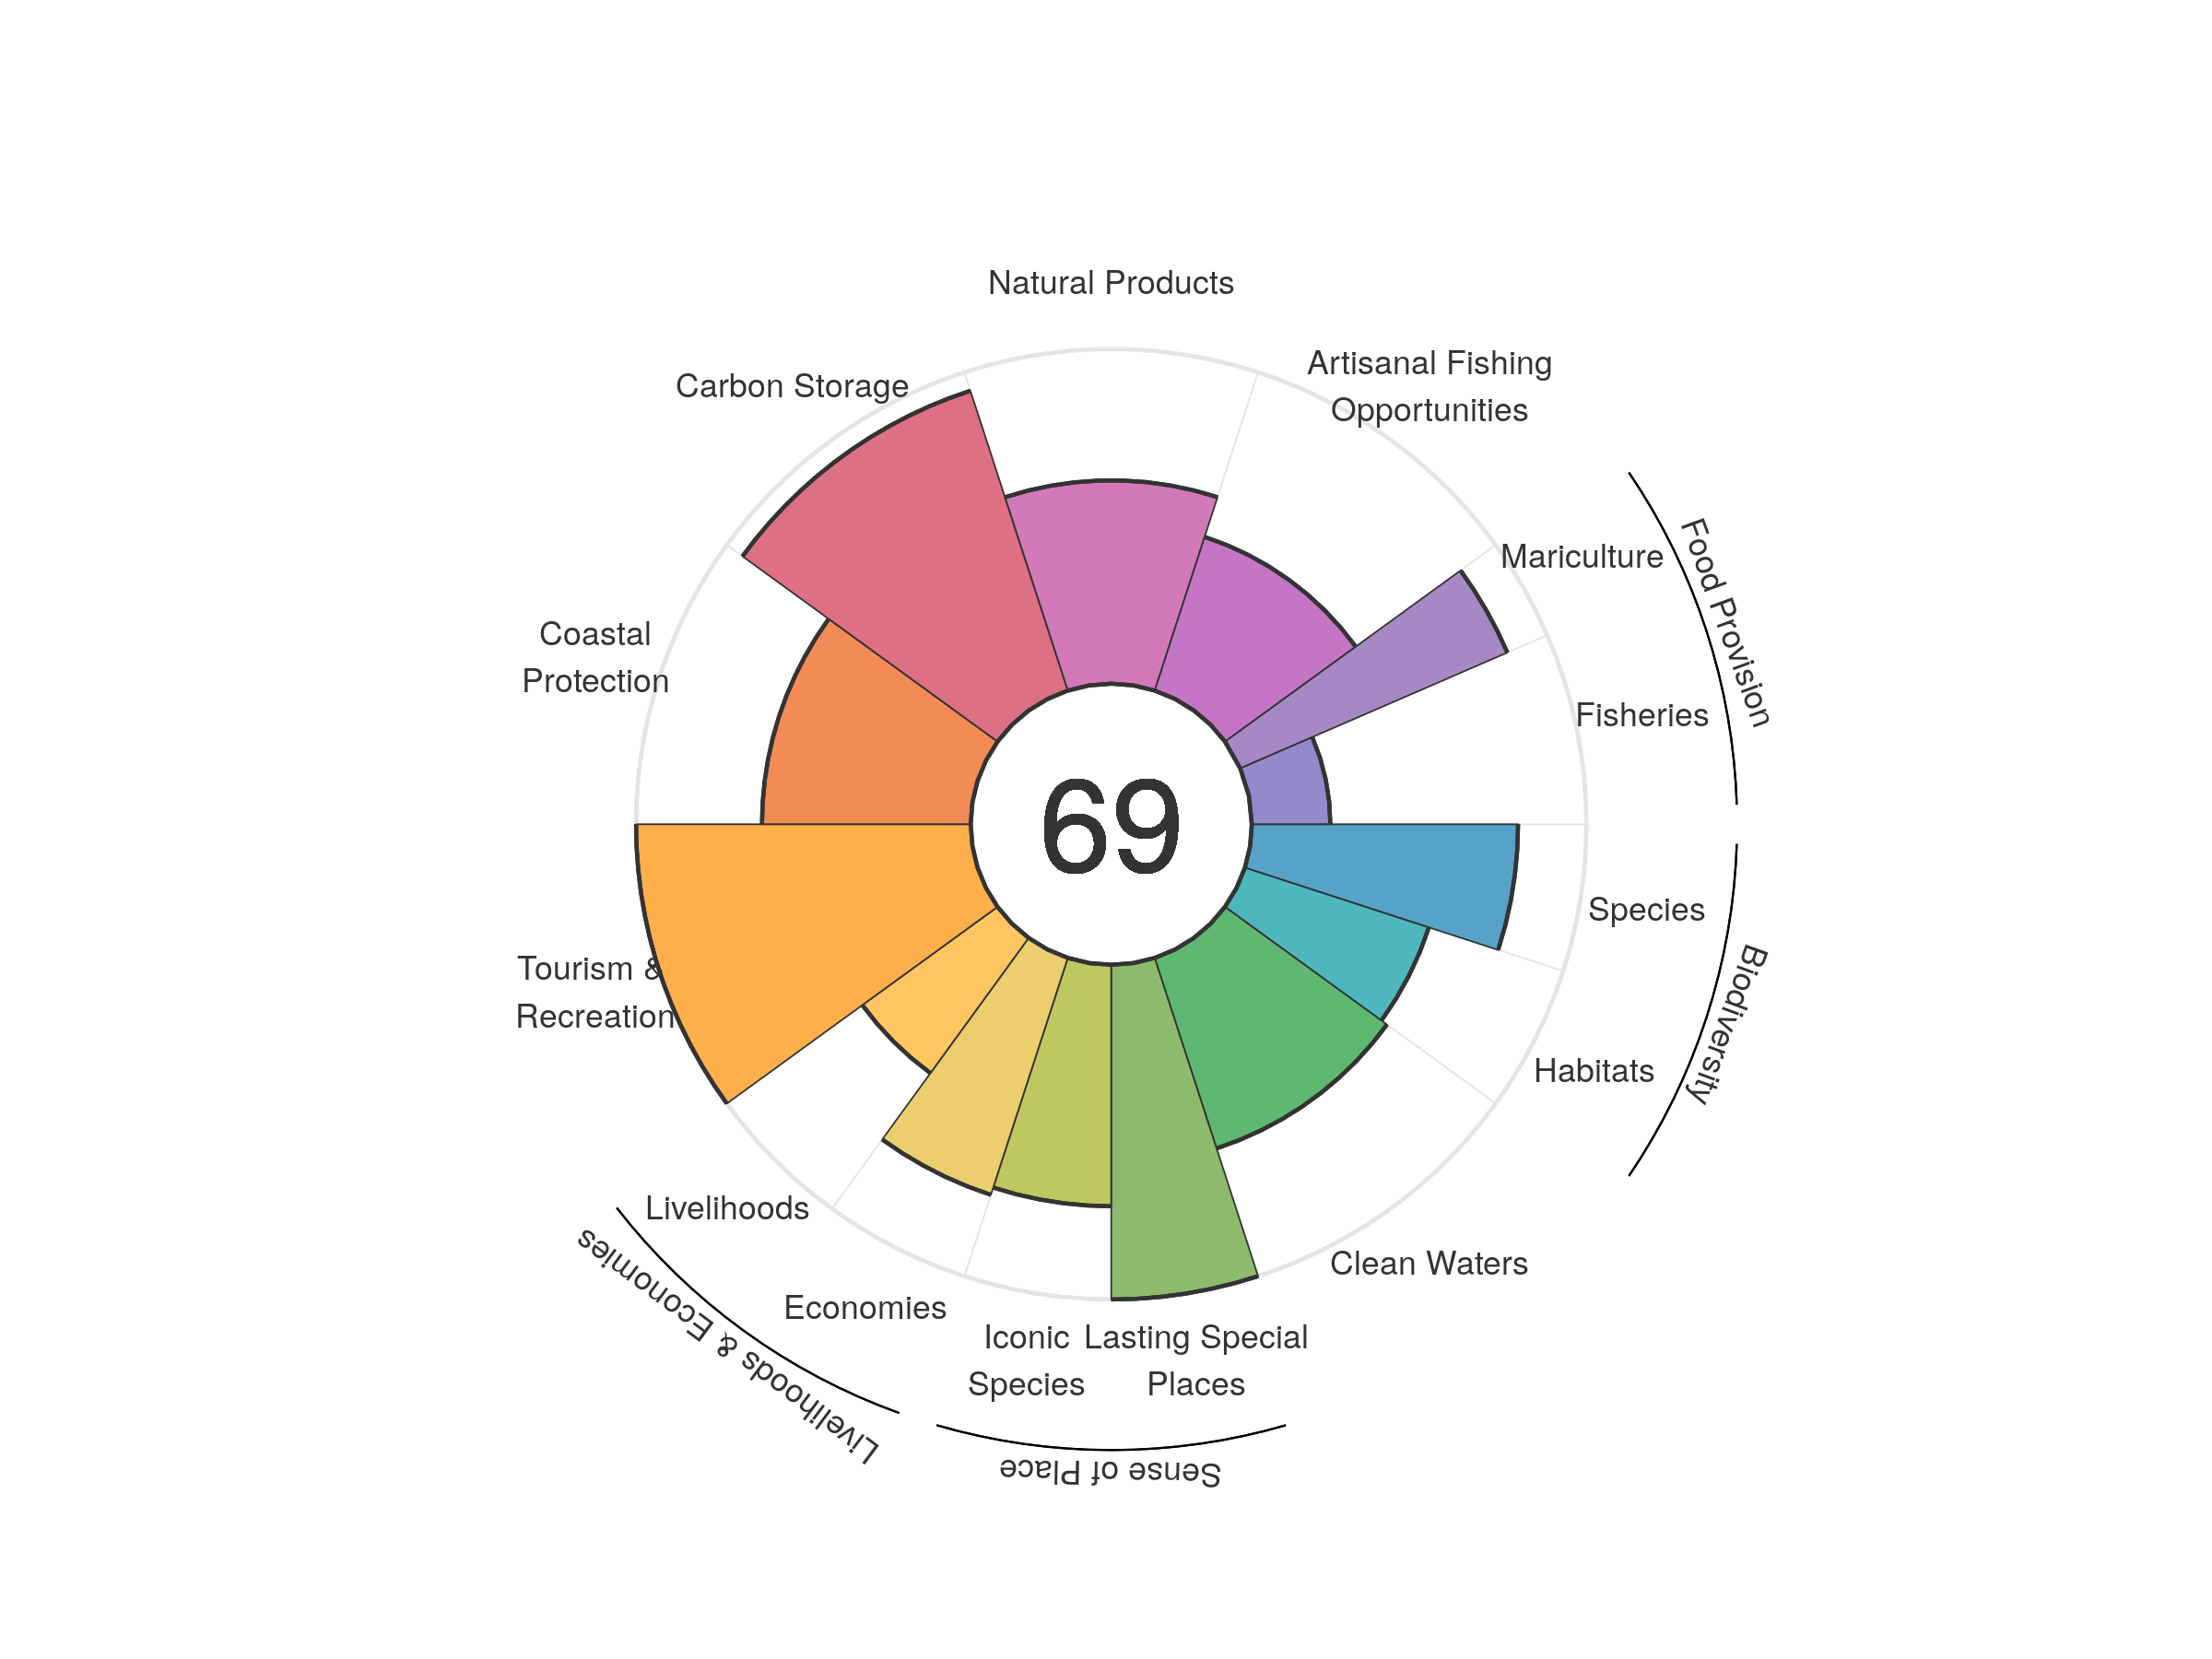 Natural Products
Artisanal Fishing
Opportunities
Carbon Storage
Mariculture
Food Provision
Coastal
Protection
Fisheries
69
Species
Biodiversity
Tourism &
Recreation
Habitats
Livelihoods
Clean Waters
Economies
Livelihoods & Economies
Iconic
Species
Lasting Special
Places
Sense of Place